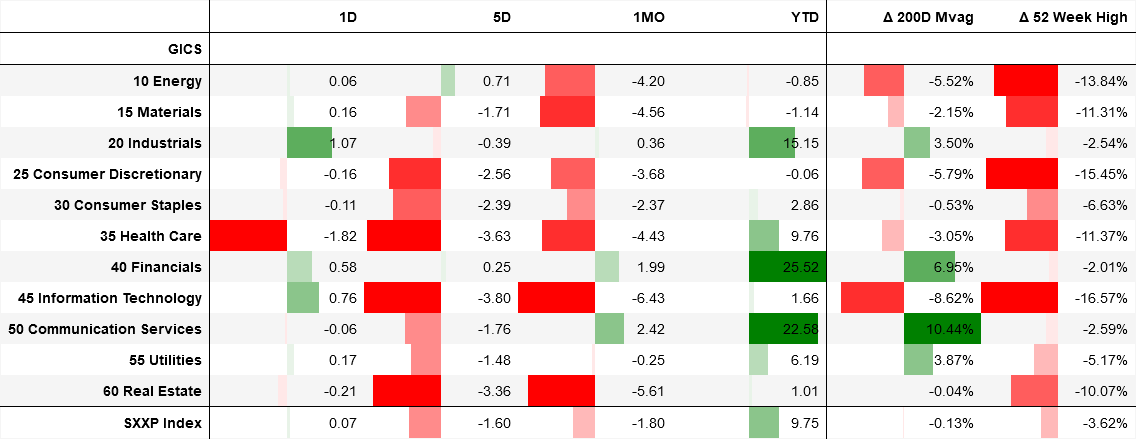 1D 5D 1MO YTD Δ 200D Mvag Δ 52 Week High
GICS
10 Energy 0.06 0.71 -4.20 -0.85 -5.52% -13.84%
15 Materials 0.16 -1.71 -4.56 -1.14 -2.15% -11.31%
20 Industrials 1.07 -0.39 0.36 15.15 3.50% -2.54%
25 Consumer Discretionary -0.16 -2.56 -3.68 -0.06 -5.79% -15.45%
30 Consumer Staples -0.11 -2.39 -2.37 2.86 -0.53% -6.63%
35 Health Care -1.82 -3.63 -4.43 9.76 -3.05% -11.37%
40 Financials 0.58 0.25 1.99 25.52 6.95% -2.01%
45 Information Technology 0.76 -3.80 -6.43 1.66 -8.62% -16.57%
50 Communication Services -0.06 -1.76 2.42 22.58 10.44% -2.59%
55 Utilities 0.17 -1.48 -0.25 6.19 3.87% -5.17%
60 Real Estate -0.21 -3.36 -5.61 1.01 -0.04% -10.07%
SXXP Index 0.07 -1.60 -1.80 9.75 -0.13% -3.62%